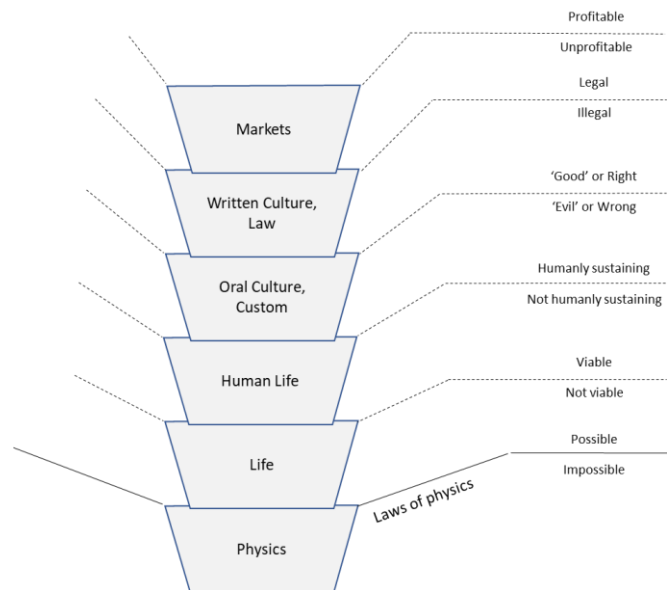 Profitable
Unprofitable
Legal
Illegal
Markets
‘Good’ or Right
‘Evil’ or Wrong
Written Culture,
Law
Humanly sustaining
Not humanly sustaining
Oral Culture,
Custom
Viable
Not viable
Human Life
Possible
Impossible
Life
Laws of physics
Physics